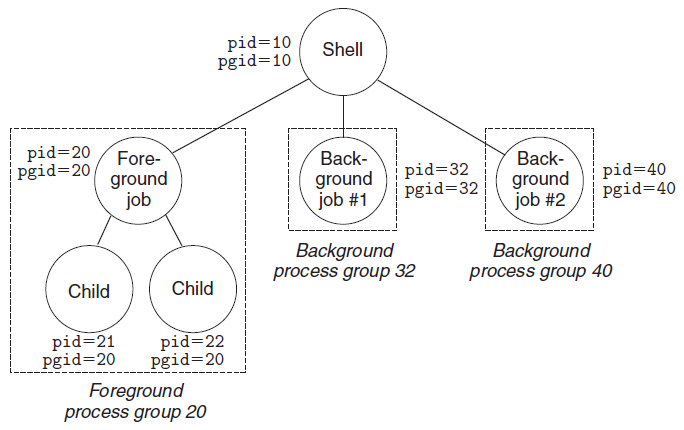 pid=10
pgid=10
Shell
pid=20
pgid=20
Fore-
ground
job
Back-
ground
job #1
pid=32
pgid=32
Back-
ground
job #2
pid=40
pgid=40
Background
process group 32
Background
process group 40
Child
Child
pid=21
pgid=20
pid=22
pgid=20
Foreground
process group 20